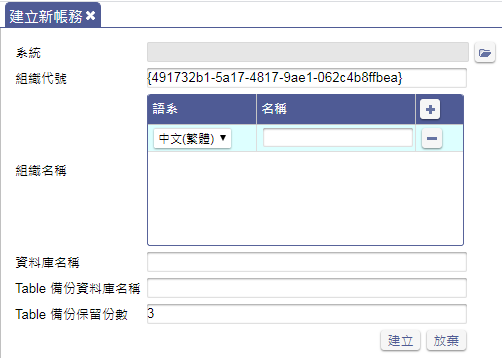 建立新帳務 ✖
系統
組織代號 {491732b1-5a17-4817-9ae1-062c4b8ffbea}
語系 名稱 +
中文(繁體) ▼ −
組織名稱
資料庫名稱
Table 備份資料庫名稱
Table 備份保留份數 3
建立 放棄